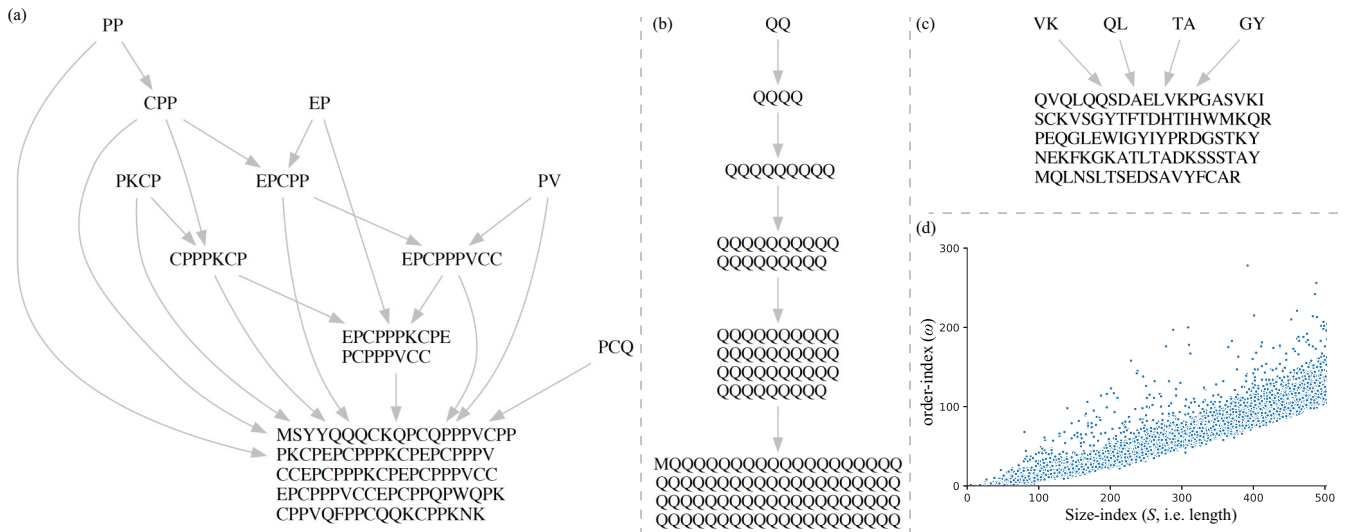 (a)
PP
CPP
EP
PKCP
EPCPP
PV
CPPPKCP
EPCPPPVCC
EPCPPPKCPE
PCPPPVCC
PCQ
MSYYQQQCKQPCQPPPVCPP
PKCPEPCPPPKCPEPCPPPV
CCEPCPPPKCPEPCPPPVCC
EPCPPPVCCEPCPPQPWQPK
CPPVQFPPCQQKCPPKNK
(b)
QQ
QQQQ
QQQQQQQQQ
QQQQQQQQQQ
QQQQQQQQQ
QQQQQQQQQQ
QQQQQQQQQQ
QQQQQQQQQQ
QQQQQQQQQ
MQQQQQQQQQQQQQQQQQQQ
QQQQQQQQQQQQQQQQQQQQ
QQQQQQQQQQQQQQQQQQQQ
QQQQQQQQQQQQQQQQQQQQ
(c)
VK QL TA GY
QVQLQQSDAELVKPGASVKI
SCKVSGYTFTDHTIHWMKQR
PEQGLEWIGYIYPRDGSTKY
NEKFKGKATLTADKSSSTAY
MQLNSLTSEDSAVYFCAR
(d)
300
200
100
0
order-index (ω)
0 100 200 300 400 500
Size-index (S, i.e. length)